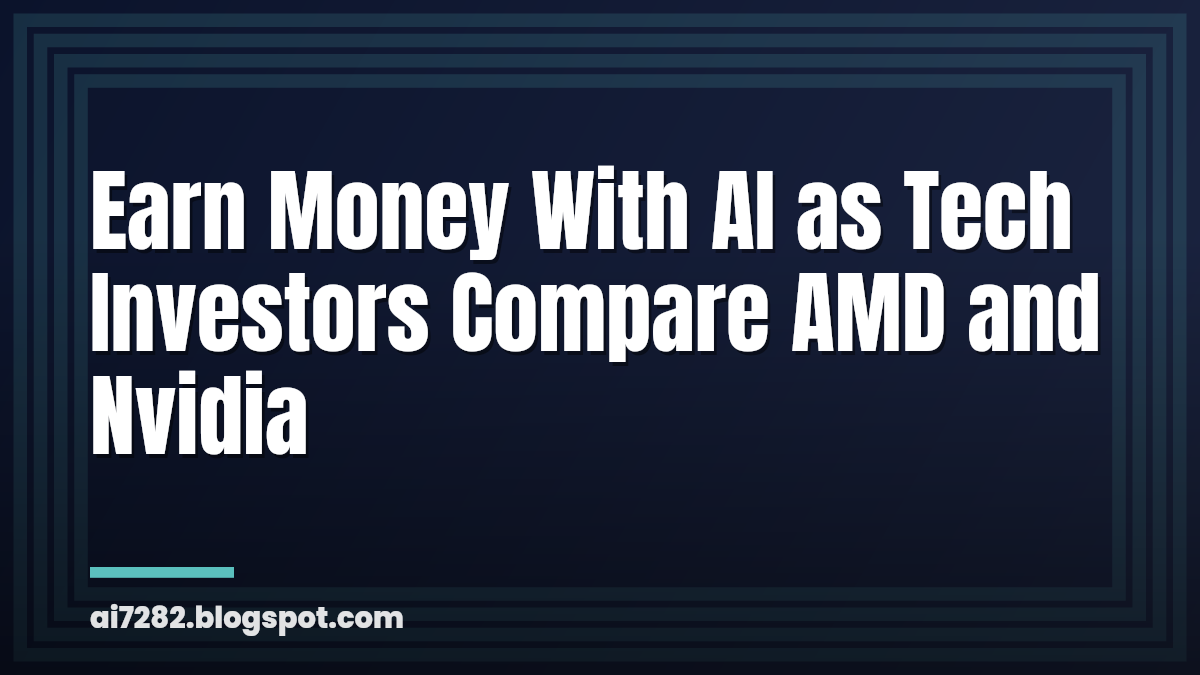 Earn Money With AI as Tech
Investors Compare AMD and
Nvidia
ai7282.blogspot.com